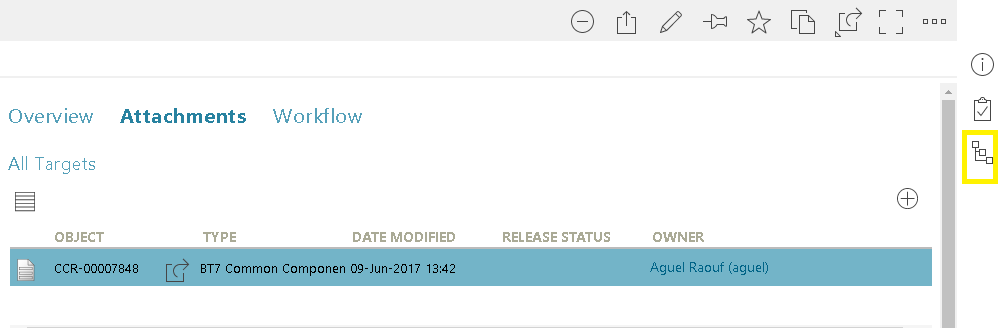 Overview Attachments Workflow
All Targets
OBJECT TYPE DATE MODIFIED RELEASE STATUS OWNER
CCR-00007848 BT7 Common Componen 09-Jun-2017 13:42 Aguel Raouf (aguel)